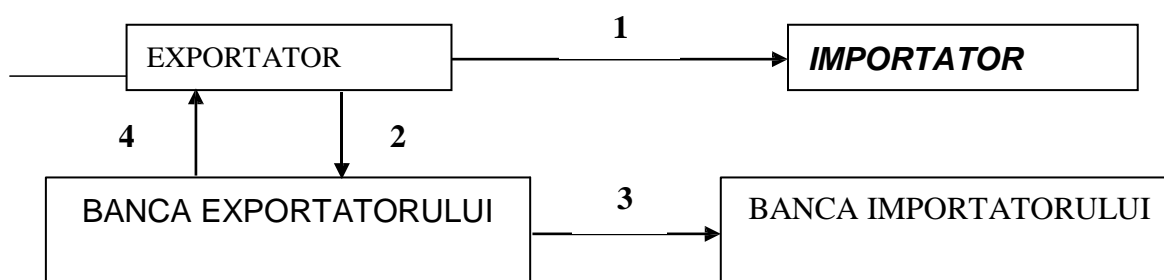 1
EXPORTATOR
IMPORTATOR
4
2
BANCA EXPORTATORULUI
3
BANCA IMPORTATORULUI